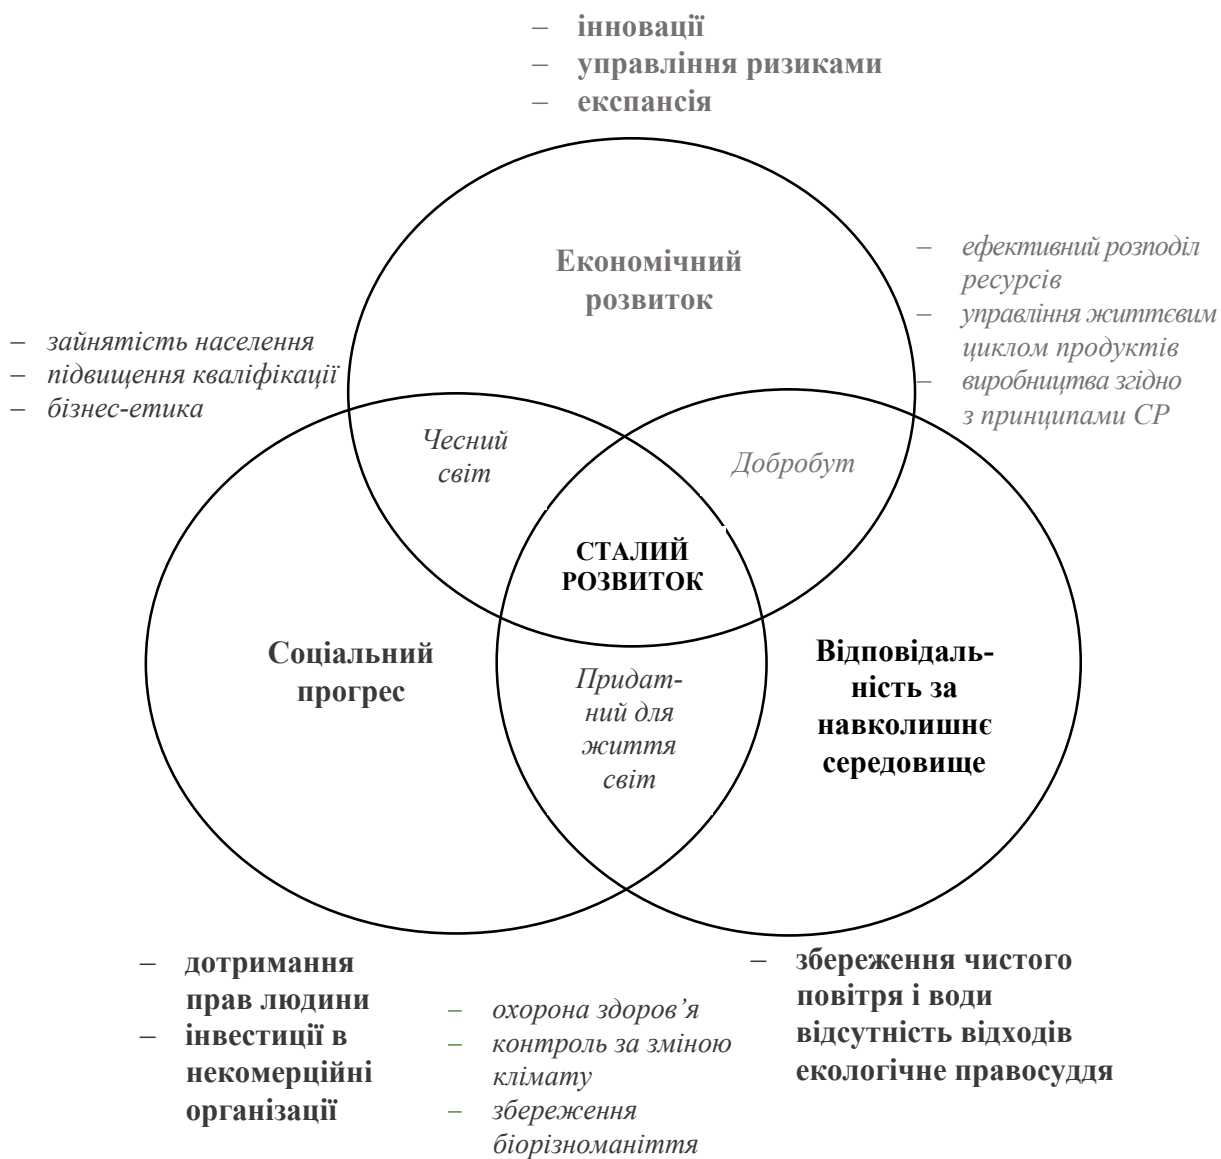 – інновації
– управління ризиками
– експансія
Економічний
розвиток
– ефективний розподіл
ресурсів
– управління життєвим
циклом продуктів
– виробництва згідно
з принципами СР
– зайнятість населення
– підвищення кваліфікації
– бізнес-етика
Чесний
світ
Добробут
СТАЛИЙ
РОЗВИТОК
Соціальний
прогрес
Придат-
ний для
життя
світ
Відповідаль-
ність за
навколишнє
середовище
– дотримання
прав людини
– інвестиції в
некомерційні
організації
– охорона здоров’я
– контроль за зміною
клімату
– збереження
біорізноманіття
– збереження чистого
повітря і води
відсутність відходів
екологічне правосуддя